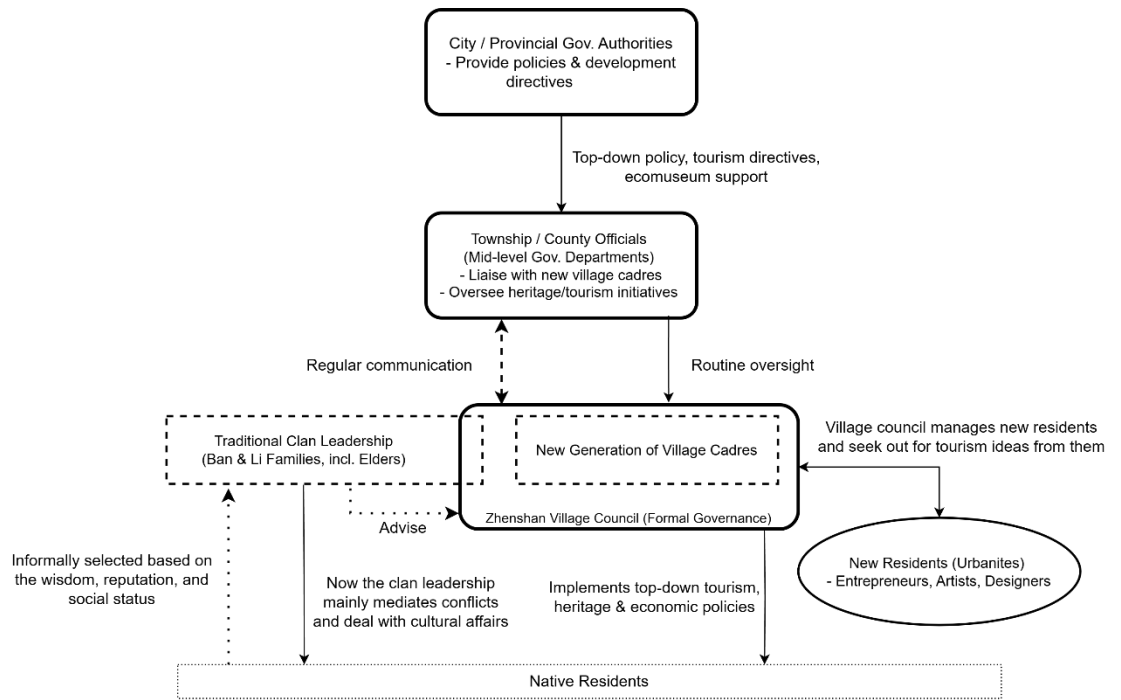 City / Provincial Gov. Authorities
- Provide policies & development
directives
Top-down policy, tourism directives,
ecomuseum support
Township / County Officials
(Mid-level Gov. Departments)
- Liaise with new village cadres
- Oversee heritage/tourism initiatives
Regular communication
Routine oversight
Traditional Clan Leadership
(Ban & Li Families, incl. Elders)
New Generation of Village Cadres
Zhenshan Village Council (Formal Governance)
Village council manages new residents
and seek out for tourism ideas from them
Advise
New Residents (Urbanites)
- Entrepreneurs, Artists, Designers
Informally selected based on
the wisdom, reputation, and
social status
Now the clan leadership
mainly mediates conflicts
and deal with cultural affairs
Implements top-down tourism,
heritage & economic policies
Native Residents